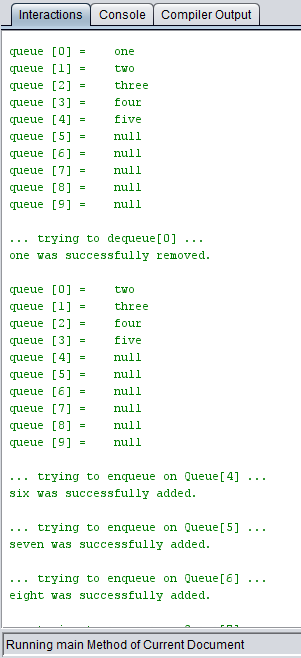 Interactions Console Compiler Output
queue [0] = one
queue [1] = two
queue [2] = three
queue [3] = four
queue [4] = five
queue [5] = null
queue [6] = null
queue [7] = null
queue [8] = null
queue [9] = null
... trying to dequeue[0] ...
one was successfully removed.
queue [0] = two
queue [1] = three
queue [2] = four
queue [3] = five
queue [4] = null
queue [5] = null
queue [6] = null
queue [7] = null
queue [8] = null
queue [9] = null
... trying to enqueue on Queue[4] ...
six was successfully added.
... trying to enqueue on Queue[5] ...
seven was successfully added.
... trying to enqueue on Queue[6] ...
eight was successfully added.
Running main Method of Current Document